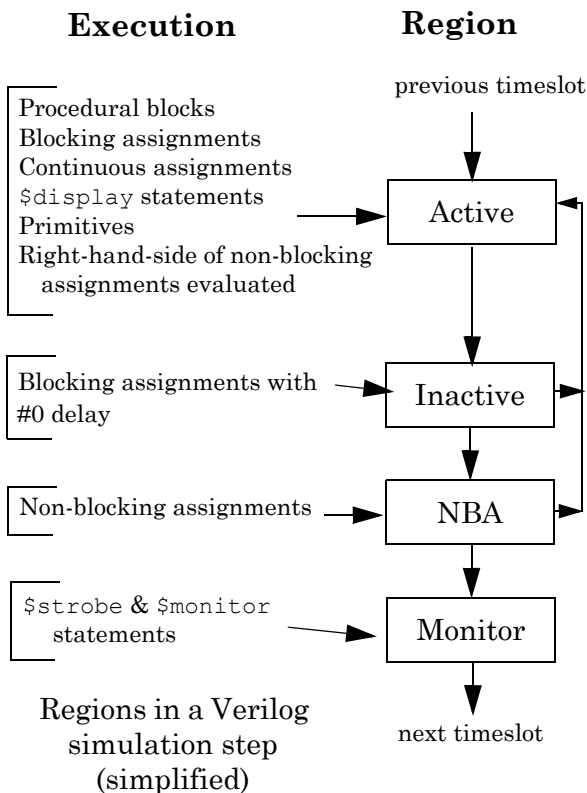 Execution
Region
previous timeslot
Procedural blocks
Blocking assignments
Continuous assignments
$display statements
Primitives
Right-hand-side of non-blocking
assignments evaluated
Active
Blocking assignments with
#0 delay
Inactive
Non-blocking assignments
NBA
$strobe & $monitor
statements
Monitor
Regions in a Verilog
simulation step
(simplified)
next timeslot